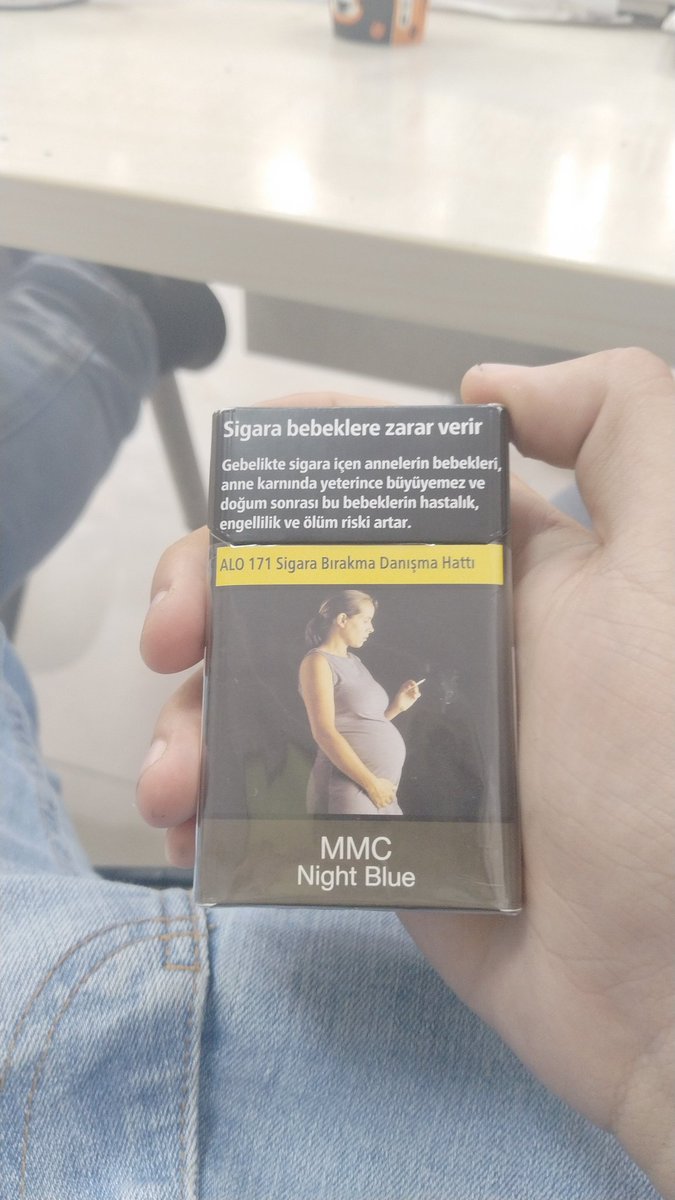 Sigara bebeklere zarar verir
Gebelikte sigara içen annelerin bebekleri,
anne karnında yeterince büyüyemez ve
doğum sonrası bu bebeklerin hastalık,
engellilik ve ölüm riski artar.
ALO 171 Sigara Bırakma Danışma Hattı
MMC
Night Blue